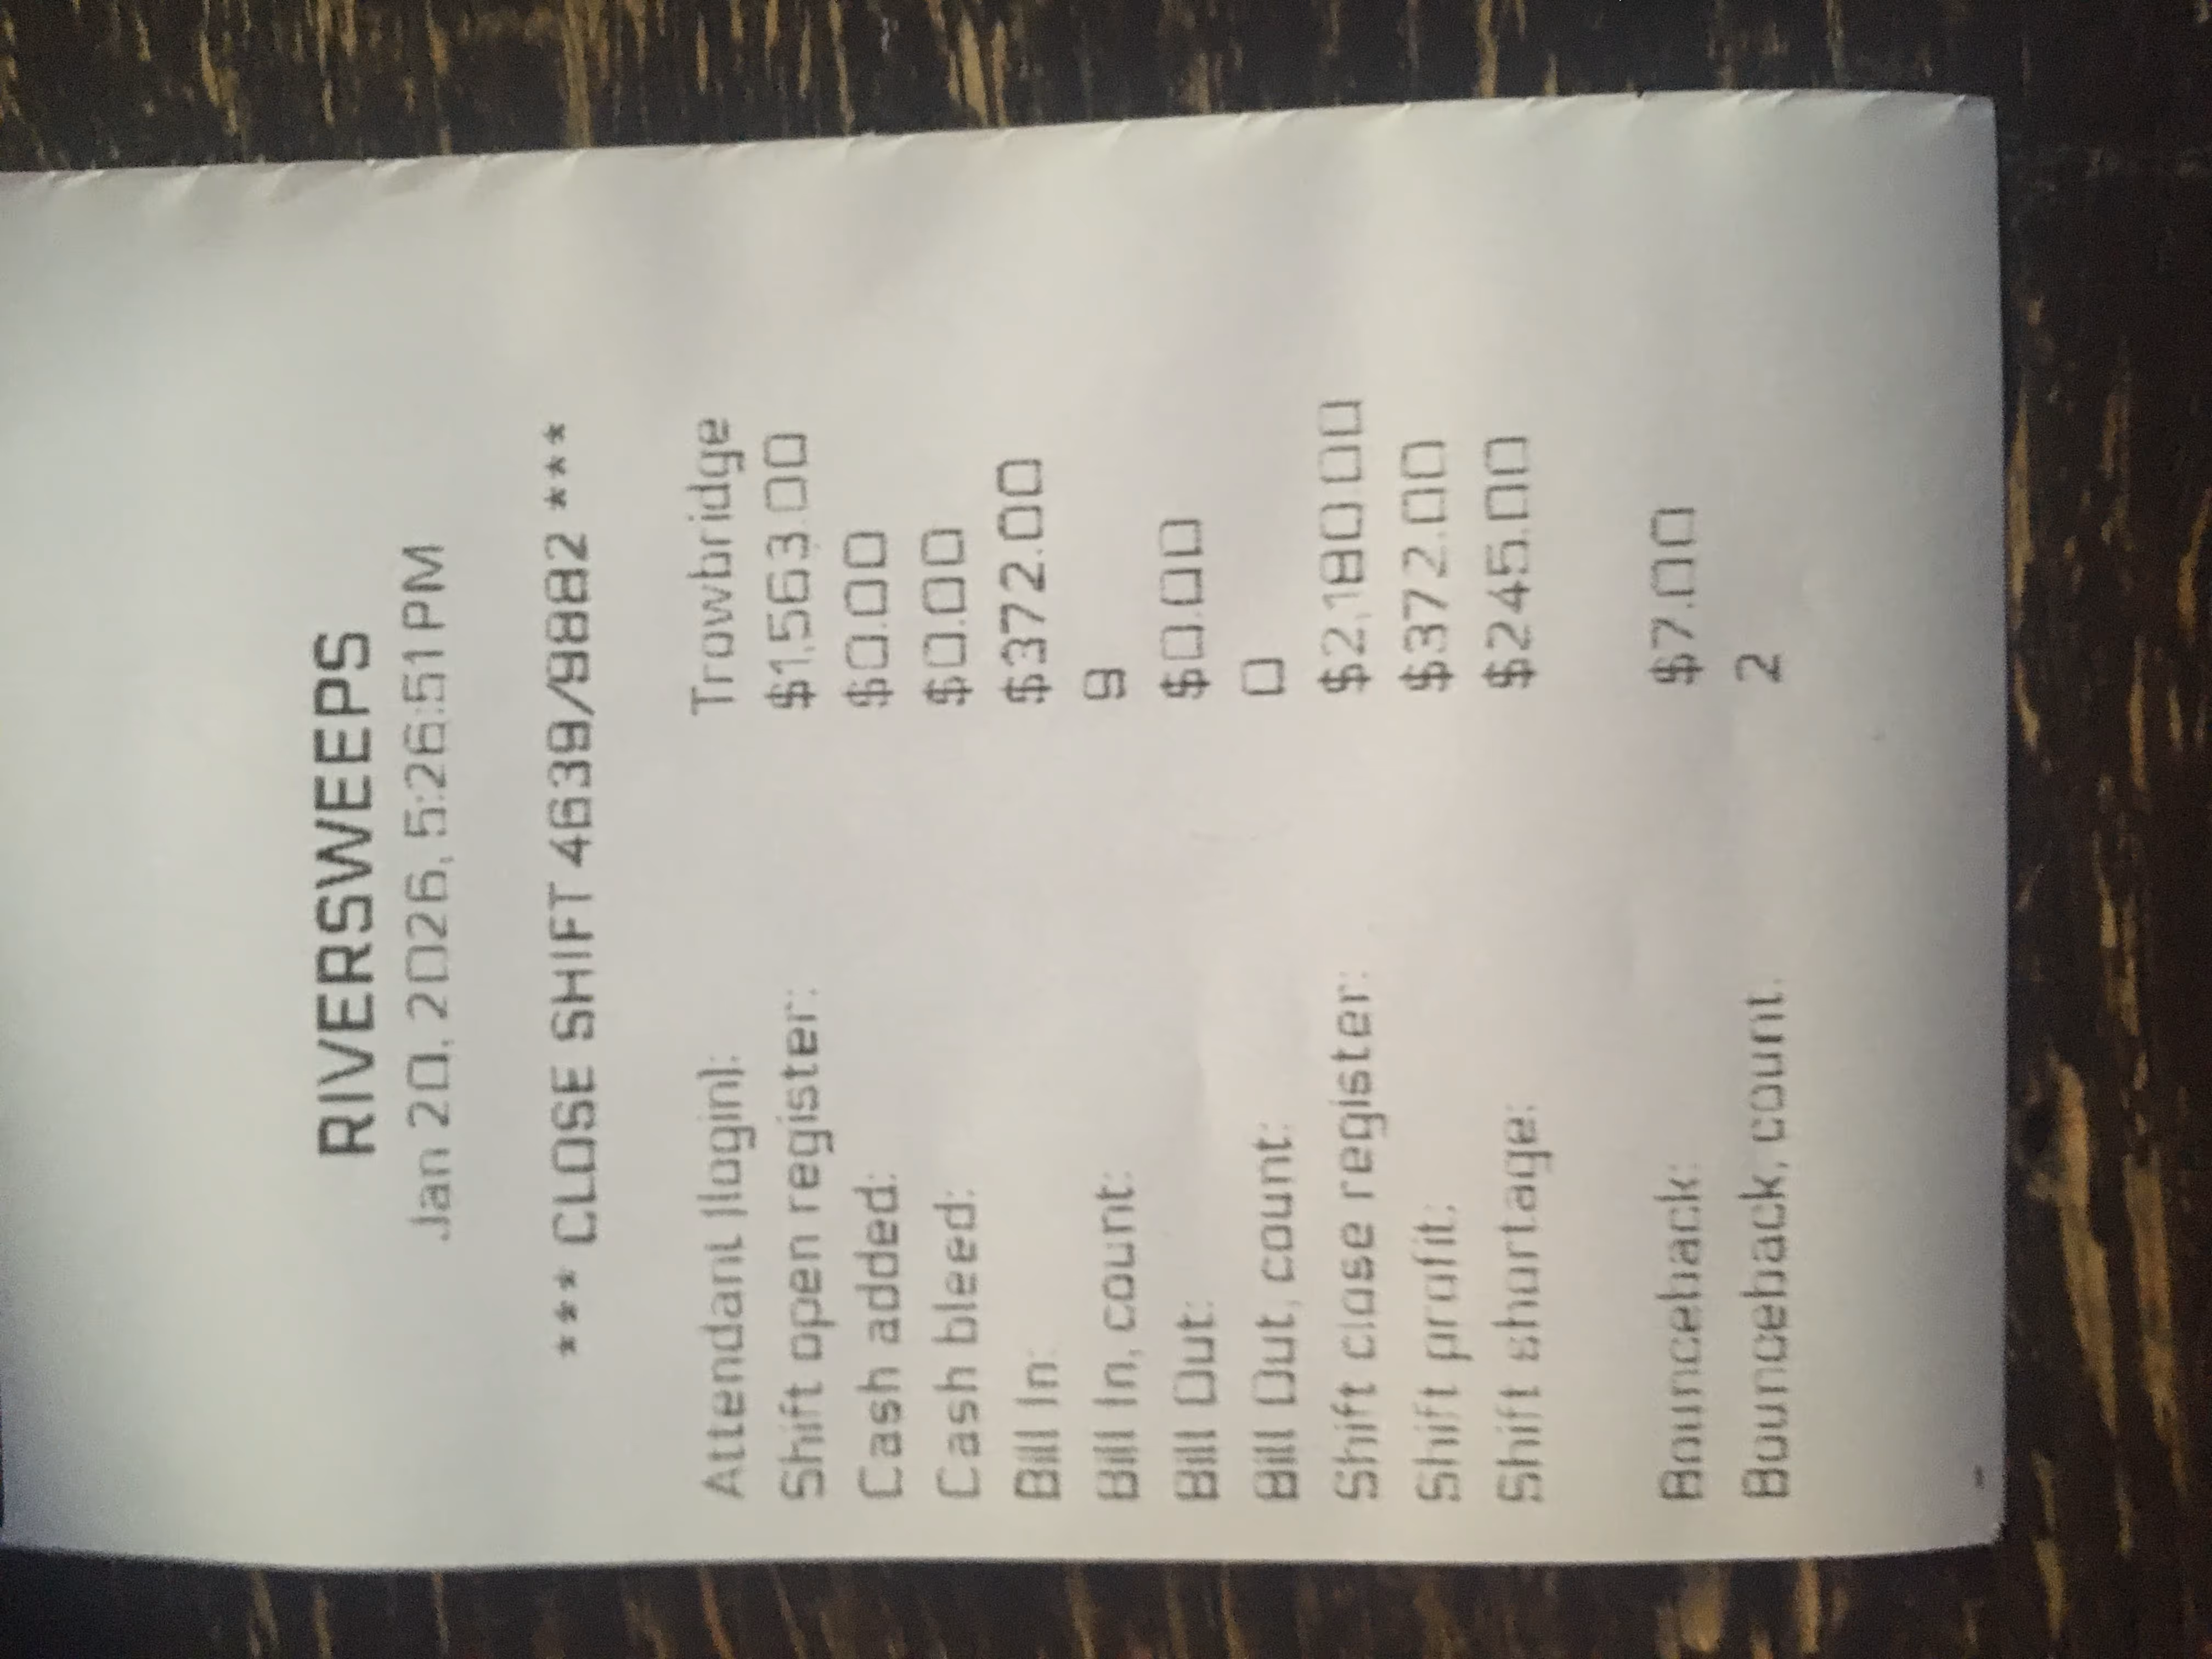 RIVERSWEEPS
Jan 20, 2026, 5:26:51 PM
*** CLOSE SHIFT 4639/9882 ***
Attendant (login): Trowbridge
Shift open register: $1,563.00
Cash added: $0.00
Cash bleed: $0.00
Bill In: $372.00
Bill In, count: 9
Bill Out: $0.00
Bill Out, count: 0
Shift close register: $2,180.00
Shift profit: $372.00
Shift shortage: $245.00
Bounceback: $7.00
Bounceback, count: 2